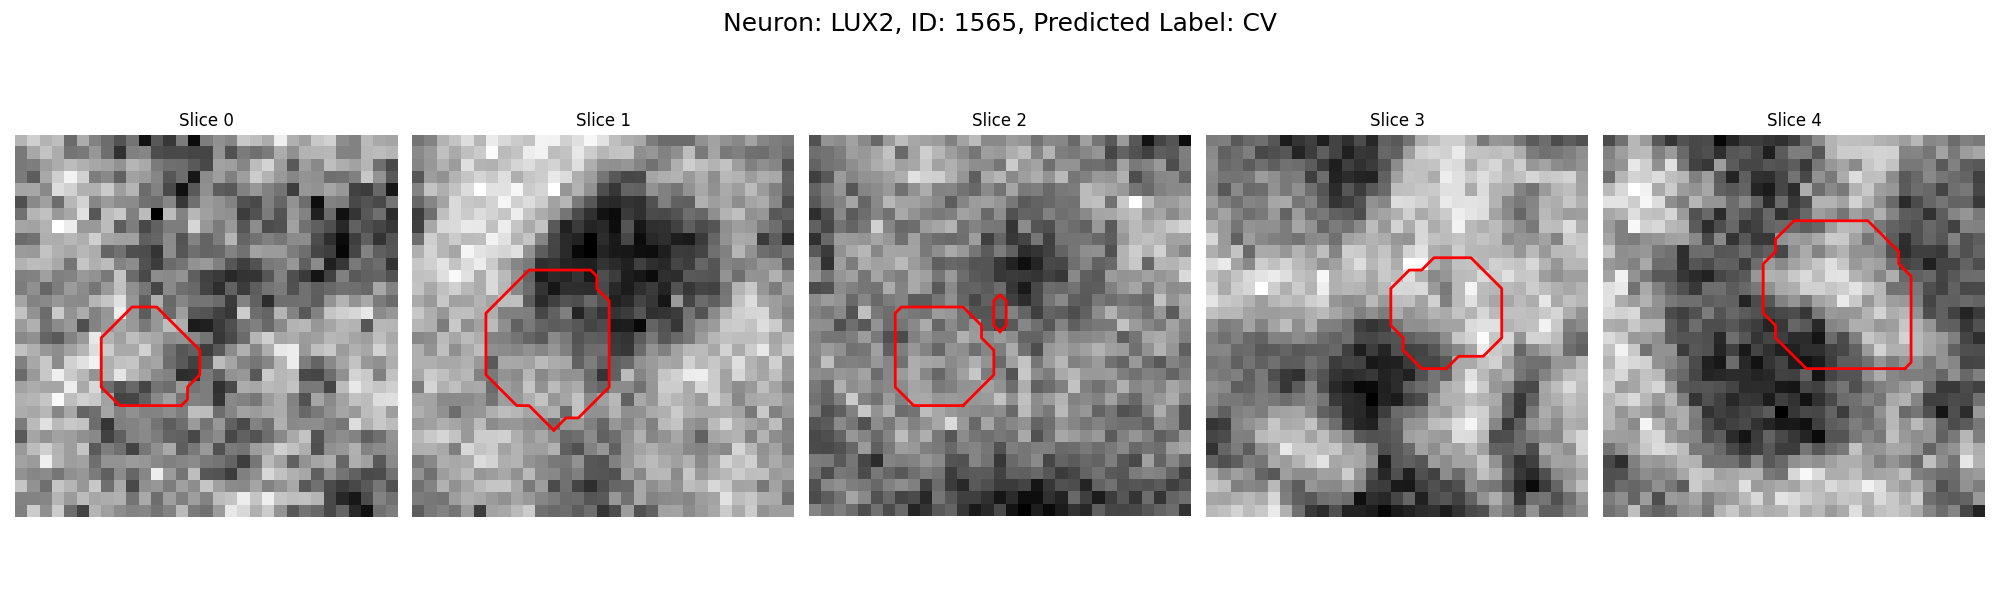 Neuron: LUX2, ID: 1565, Predicted Label: CV
Slice 0
Slice 1
Slice 2
Slice 3
Slice 4